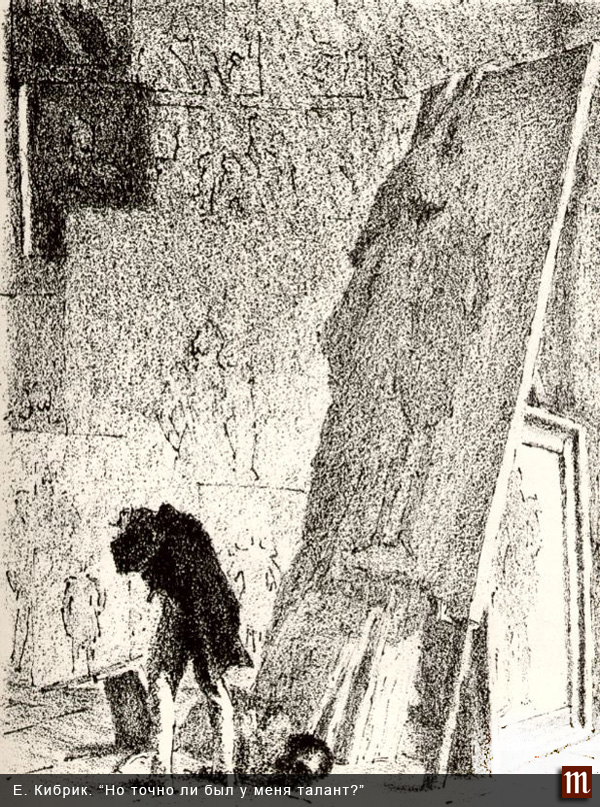 Е. Кибрик. “Но точно ли был у меня талант?”
m